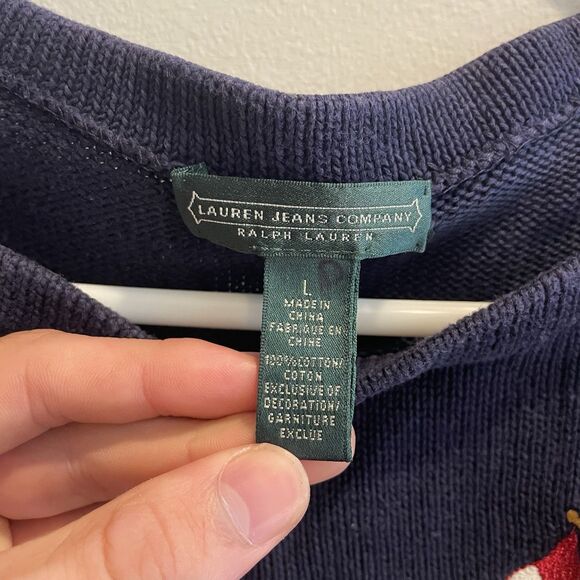 LAUREN JEANS COMPANY
RALPH LAUREN
L
MADE IN
CHINA
FABRIQUE EN
CHINE
100%COTTON/
COTON
EXCLUSIVE OF
DECORATION/
GARNITURE
EXCLUE